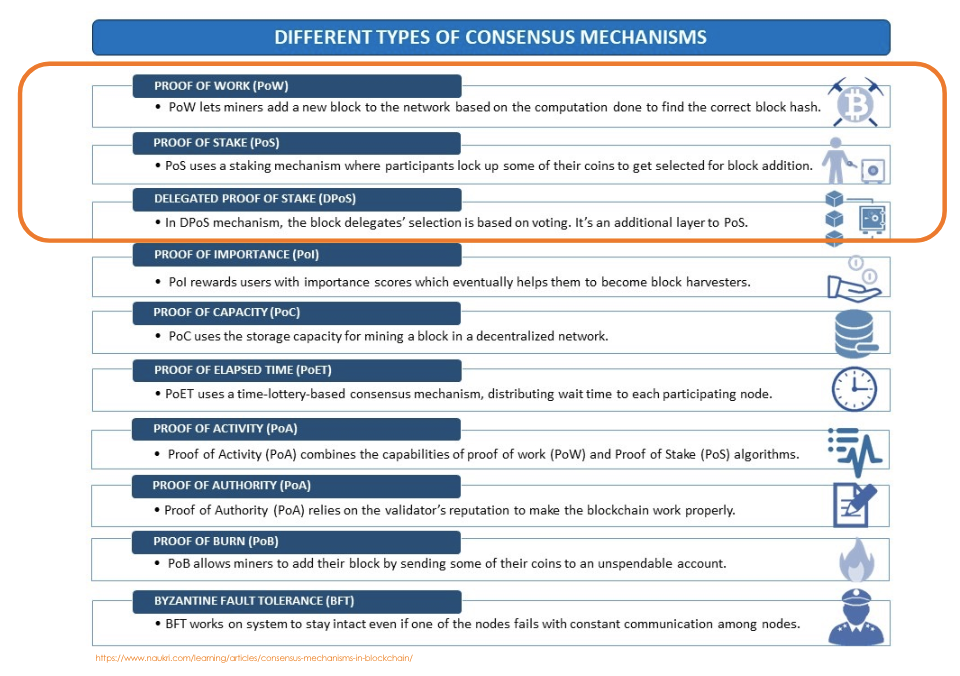 DIFFERENT TYPES OF CONSENSUS MECHANISMS
PROOF OF WORK (PoW)
• PoW lets miners add a new block to the network based on the computation done to find the correct block hash.
PROOF OF STAKE (PoS)
• PoS uses a staking mechanism where participants lock up some of their coins to get selected for block addition.
DELEGATED PROOF OF STAKE (DPoS)
• In DPoS mechanism, the block delegates' selection is based on voting. It's an additional layer to PoS.
PROOF OF IMPORTANCE (PoI)
• PoI rewards users with importance scores which eventually helps them to become block harvesters.
PROOF OF CAPACITY (PoC)
• PoC uses the storage capacity for mining a block in a decentralized network.
PROOF OF ELAPSED TIME (PoET)
• PoET uses a time-lottery-based consensus mechanism, distributing wait time to each participating node.
PROOF OF ACTIVITY (PoA)
• Proof of Activity (PoA) combines the capabilities of proof of work (PoW) and Proof of Stake (PoS) algorithms.
PROOF OF AUTHORITY (PoA)
• Proof of Authority (PoA) relies on the validator's reputation to make the blockchain work properly.
PROOF OF BURN (PoB)
• PoB allows miners to add their block by sending some of their coins to an unspendable account.
BYZANTINE FAULT TOLERANCE (BFT)
• BFT works on system to stay intact even if one of the nodes fails with constant communication among nodes.
https://www.naukri.com/learning/articles/consensus-mechanisms-in-blockchain/